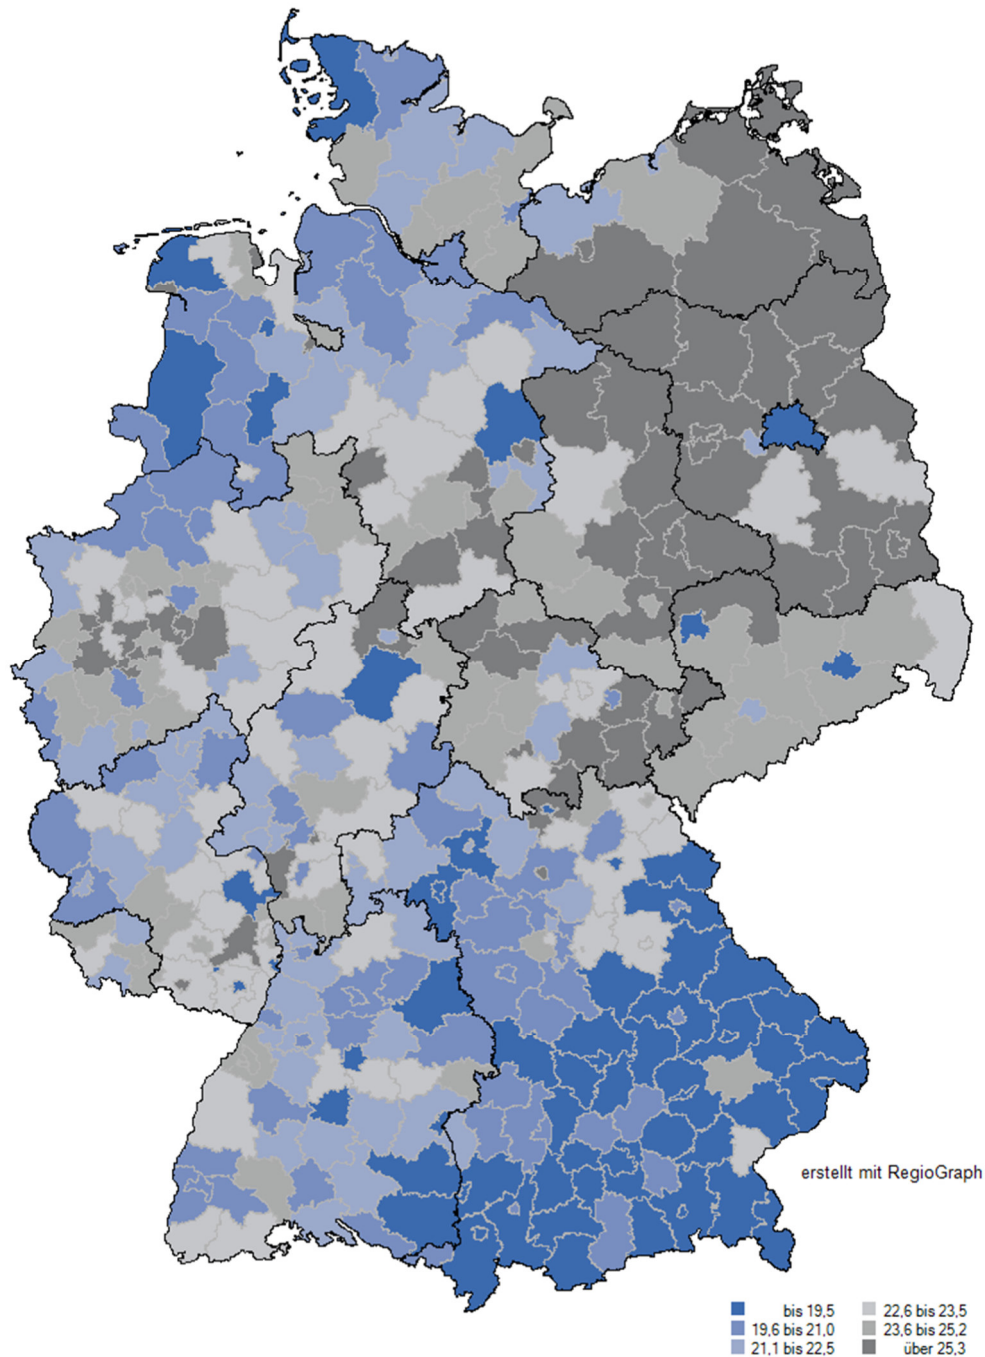 erstellt mit RegioGraph
bis 19,5
19,6 bis 21,0
21,1 bis 22,5
22,6 bis 23,5
23,6 bis 25,2
über 25,3